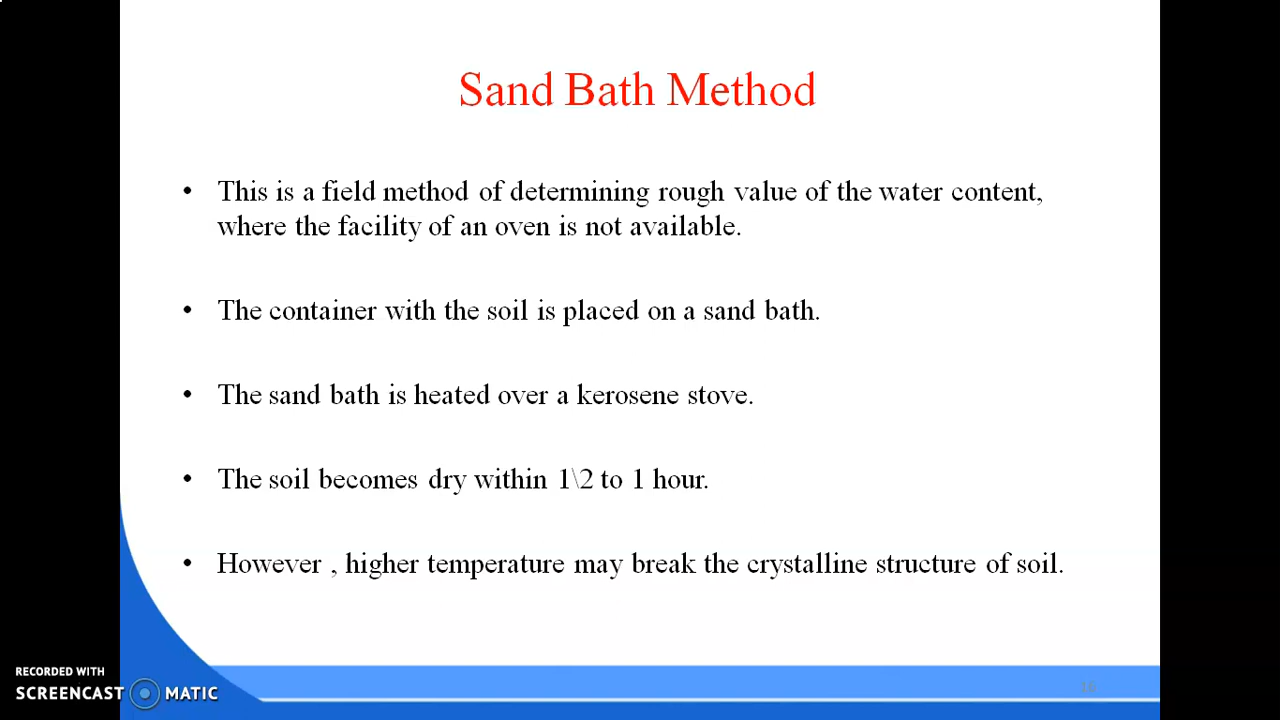 Sand Bath Method
• This is a field method of determining rough value of the water content,
where the facility of an oven is not available.
• The container with the soil is placed on a sand bath.
• The sand bath is heated over a kerosene stove.
• The soil becomes dry within 1\2 to 1 hour.
• However , higher temperature may break the crystalline structure of soil.
RECORDED WITH
SCREENCAST MATIC